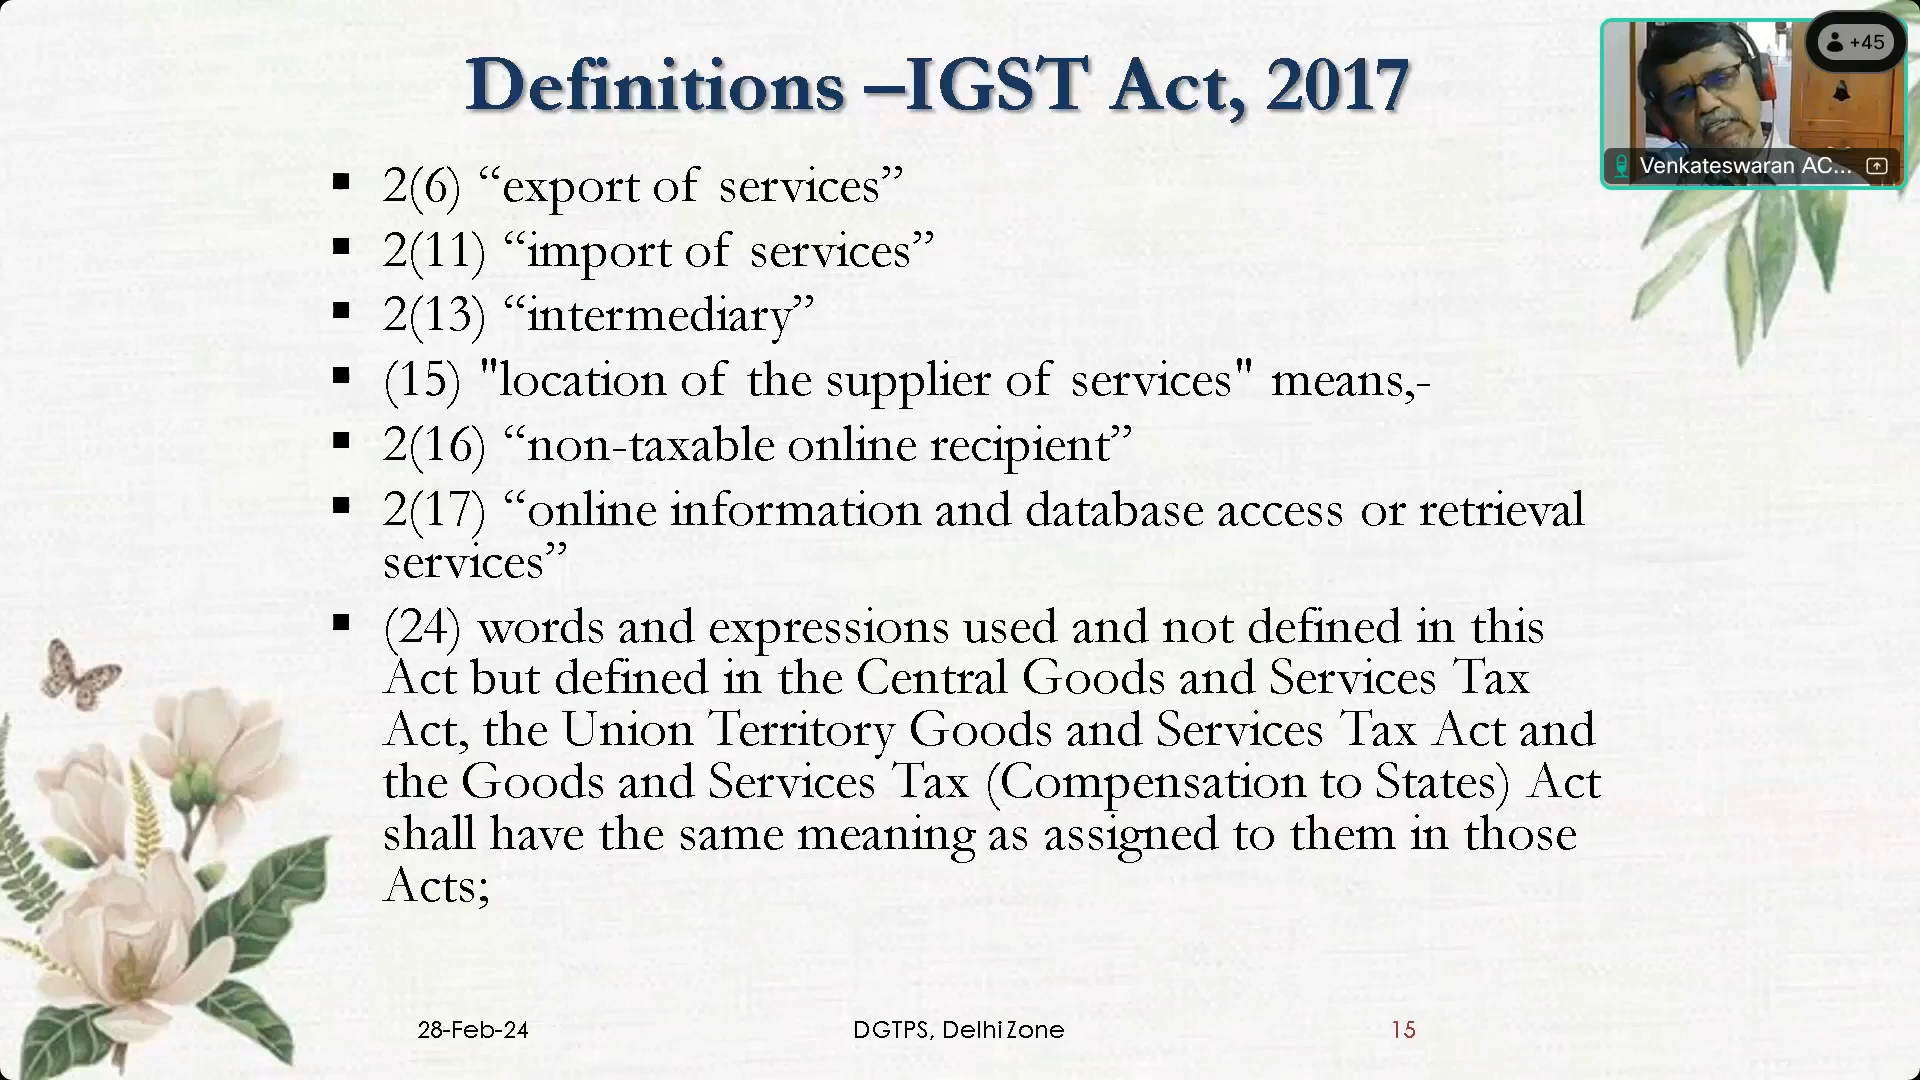 Definitions –IGST Act, 2017
+45
Venkateswaran AC...
▪ 2(6) “export of services”
▪ 2(11) “import of services”
▪ 2(13) “intermediary”
▪ (15) "location of the supplier of services" means,-
▪ 2(16) “non-taxable online recipient”
▪ 2(17) “online information and database access or retrieval
services”
▪ (24) words and expressions used and not defined in this
Act but defined in the Central Goods and Services Tax
Act, the Union Territory Goods and Services Tax Act and
the Goods and Services Tax (Compensation to States) Act
shall have the same meaning as assigned to them in those
Acts;
28-Feb-24 DGTPS, Delhi Zone 15